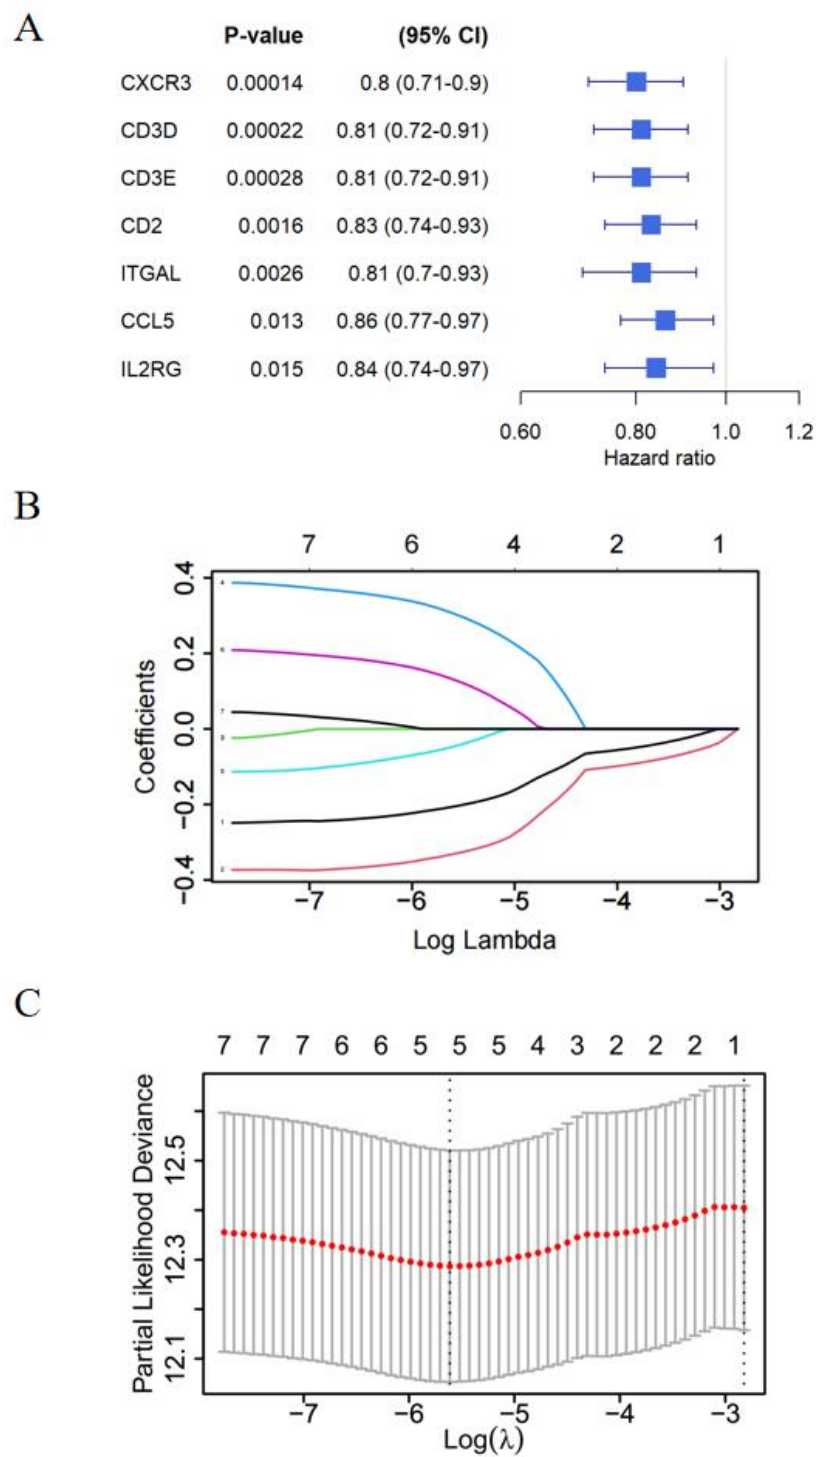 A
P-value (95% CI)
CXCR3 0.00014 0.8 (0.71-0.9)
CD3D 0.00022 0.81 (0.72-0.91)
CD3E 0.00028 0.81 (0.72-0.91)
CD2 0.0016 0.83 (0.74-0.93)
ITGAL 0.0026 0.81 (0.7-0.93)
CCL5 0.013 0.86 (0.77-0.97)
IL2RG 0.015 0.84 (0.74-0.97)
0.60 0.80 1.0 1.2
Hazard ratio
B
7 6 4 2 1
Coefficients
0.4
0.2
0.0
−0.2
−0.4
4
6
7
1
2
−7 −6 −5 −4 −3
Log Lambda
C
7 7 7 6 6 5 5 5 4 3 2 2 2 1
Partial Likelihood Deviance
12.5
12.3
12.1
−7 −6 −5 −4 −3
Log(λ)